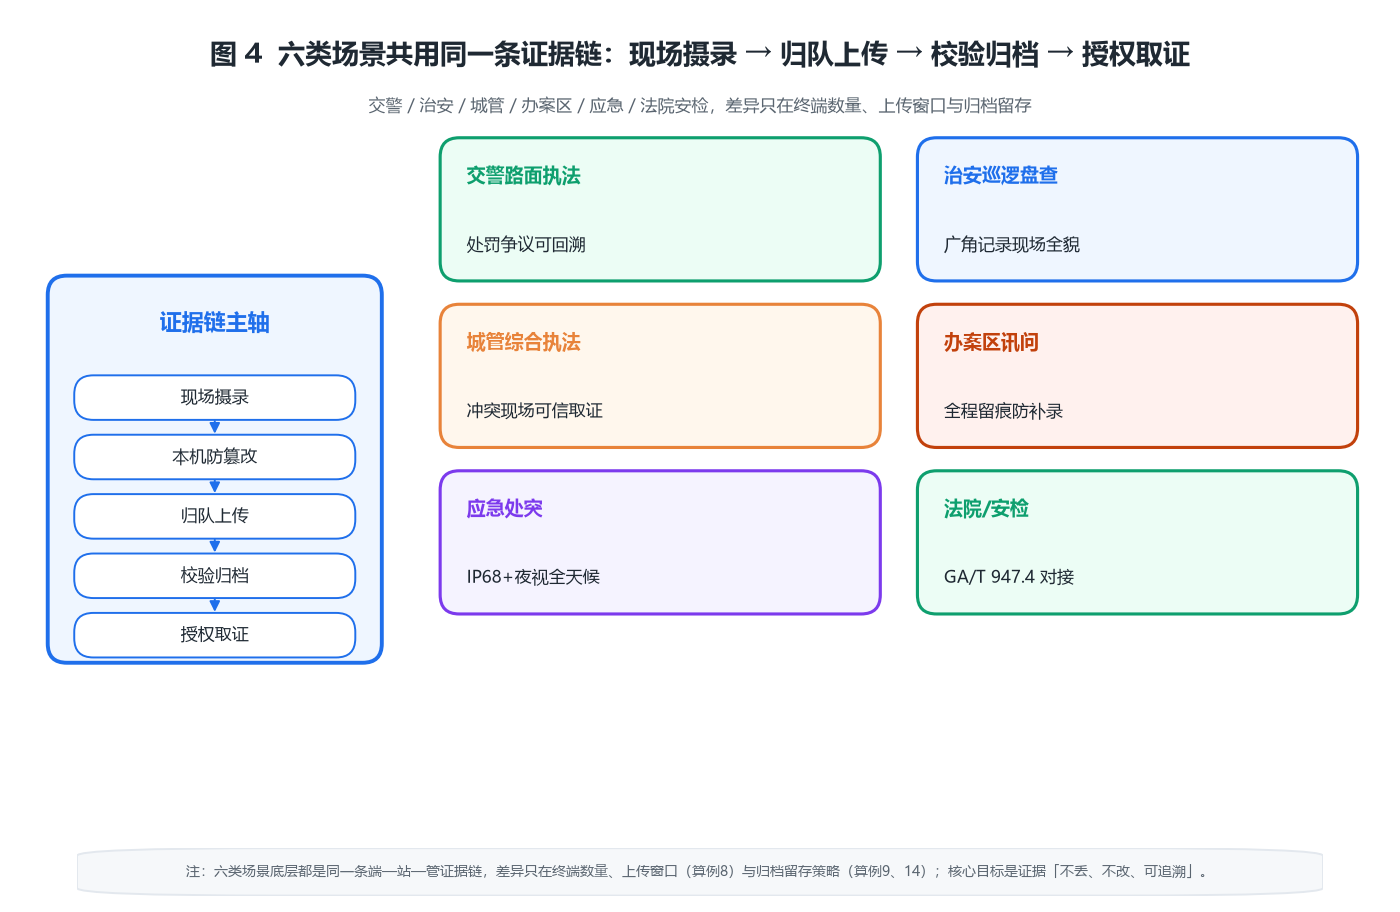 图 4 六类场景共用同一条证据链：现场摄录 → 归队上传 → 校验归档 → 授权取证
交警 / 治安 / 城管 / 办案区 / 应急 / 法院安检，差异只在终端数量、上传窗口与归档留存
证据链主轴
现场摄录
本机防篡改
归队上传
校验归档
授权取证
交警路面执法
处罚争议可回溯
治安巡逻盘查
广角记录现场全貌
城管综合执法
冲突现场可信取证
办案区讯问
全程留痕防补录
应急处突
IP68+夜视全天候
法院/安检
GA/T 947.4 对接
注：六类场景底层都是同一条端—站—管证据链，差异只在终端数量、上传窗口（算例8）与归档留存策略（算例9、14）；核心目标是证据「不丢、不改、可追溯」。